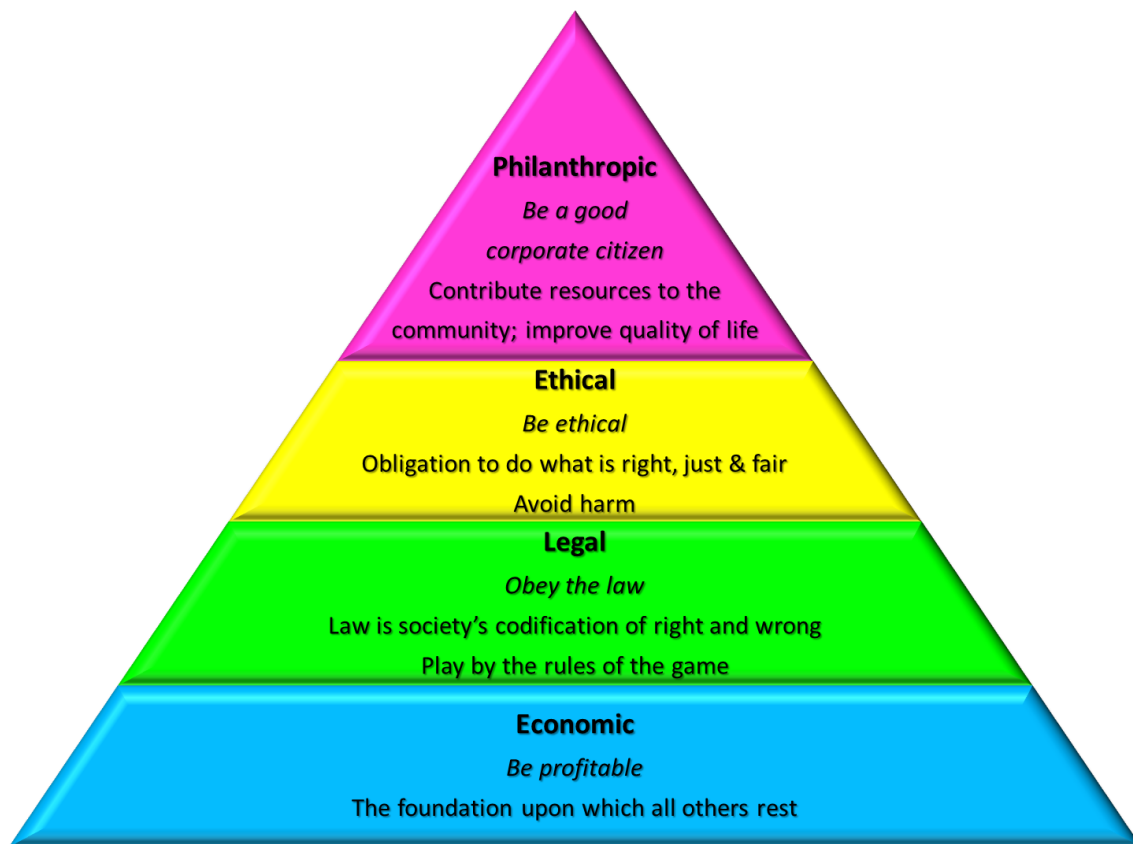 Philanthropic
Be a good
corporate citizen
Contribute resources to the
community; improve quality of life
Ethical
Be ethical
Obligation to do what is right, just & fair
Avoid harm
Legal
Obey the law
Law is society’s codification of right and wrong
Play by the rules of the game
Economic
Be profitable
The foundation upon which all others rest